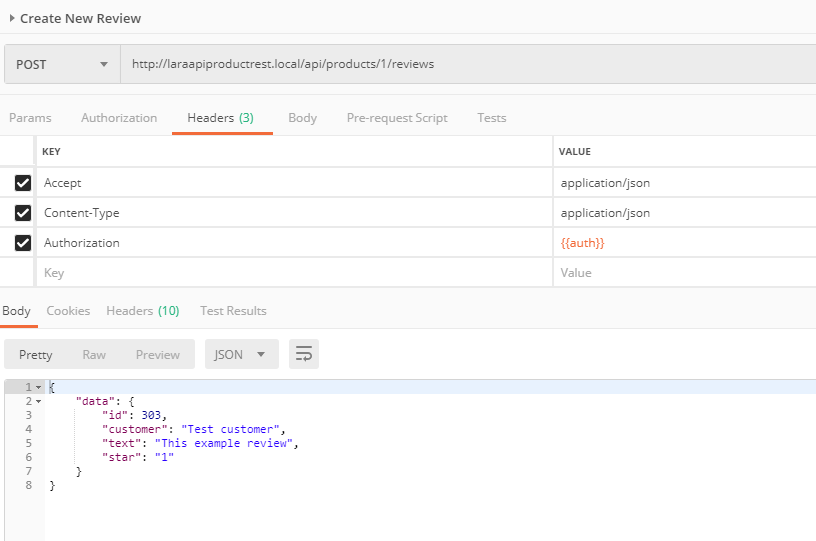 Create New Review
POST http://laraapiproductrest.local/api/products/1/reviews
Params Authorization Headers (3) Body Pre-request Script Tests
KEY VALUE
Accept application/json
Content-Type application/json
Authorization {{auth}}
Key Value
Body Cookies Headers (10) Test Results
Pretty Raw Preview JSON
1 {
2 "data": {
3 "id": 303,
4 "customer": "Test customer",
5 "text": "This example review",
6 "star": "1"
7 }
8 }